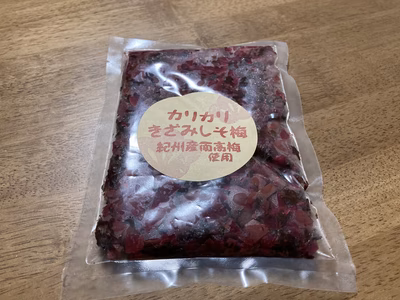 カリカリ
きざみしそ梅
紀州産南高梅
使用